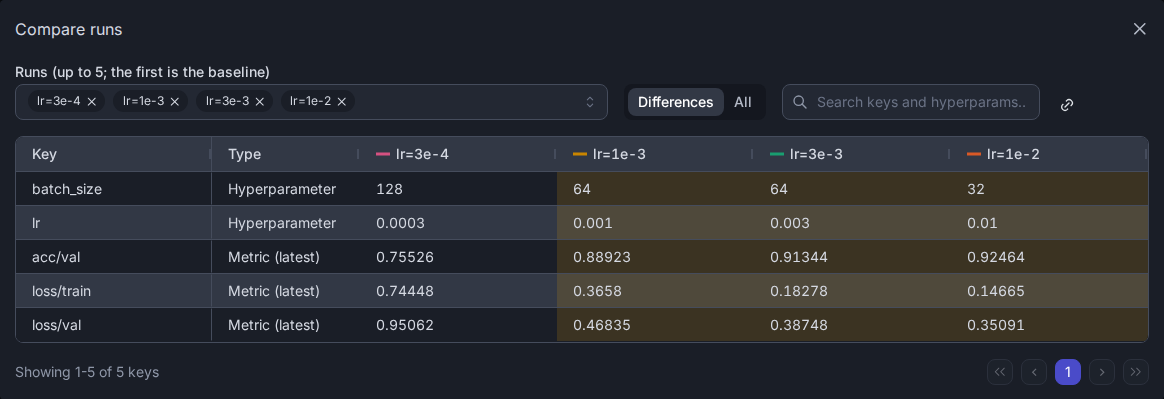 Compare runs
Runs (up to 5; the first is the baseline)
lr=3e-4 lr=1e-3 lr=3e-3 lr=1e-2
Differences All
Search keys and hyperparams..
Key Type lr=3e-4 lr=1e-3 lr=3e-3 lr=1e-2
batch_size Hyperparameter 128 64 64 32
lr Hyperparameter 0.0003 0.001 0.003 0.01
acc/val Metric (latest) 0.75526 0.88923 0.91344 0.92464
loss/train Metric (latest) 0.74448 0.3658 0.18278 0.14665
loss/val Metric (latest) 0.95062 0.46835 0.38748 0.35091
Showing 1-5 of 5 keys 1